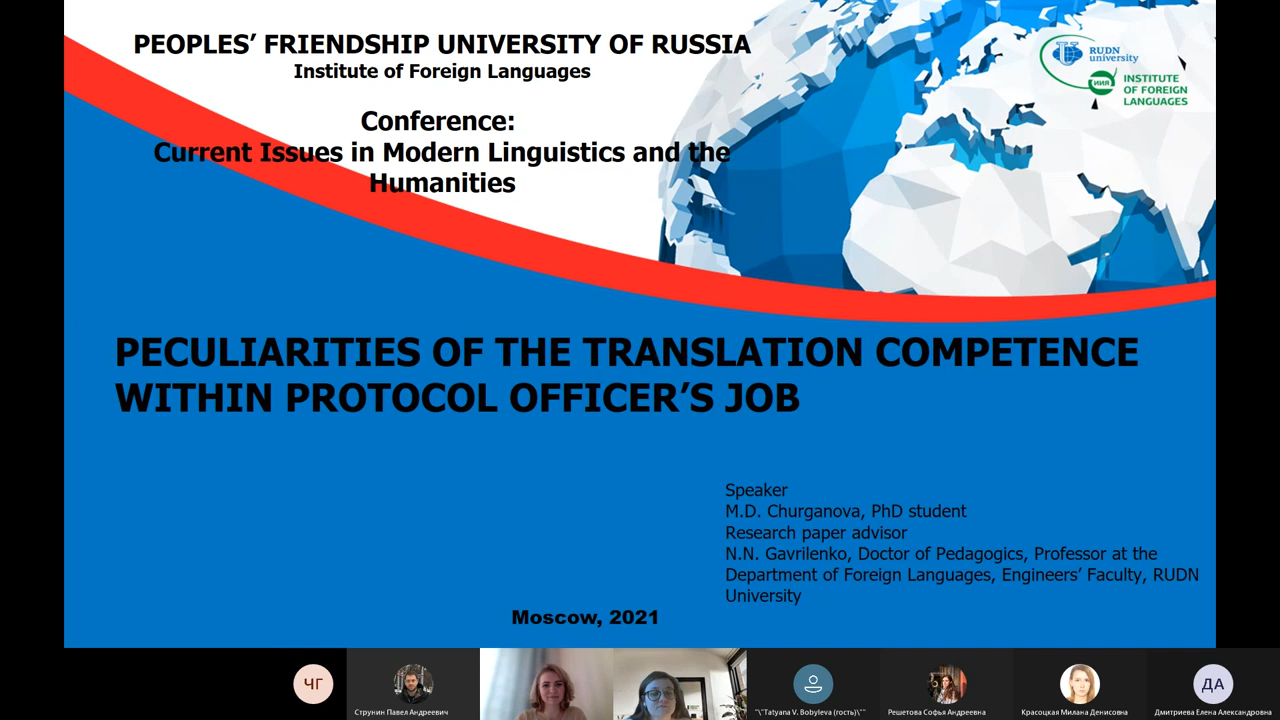 PEOPLES’ FRIENDSHIP UNIVERSITY OF RUSSIA
Institute of Foreign Languages
RUDN
university
ИИЯ
INSTITUTE
OF FOREIGN
LANGUAGES
Conference:
Current Issues in Modern Linguistics and the
Humanities
PECULIARITIES OF THE TRANSLATION COMPETENCE
WITHIN PROTOCOL OFFICER’S JOB
Speaker
M.D. Churganova, PhD student
Research paper advisor
N.N. Gavrilenko, Doctor of Pedagogics, Professor at the
Department of Foreign Languages, Engineers’ Faculty, RUDN
University
Moscow, 2021
ЧГ
Струнин Павел Андреевич
"\"Tatyana V. Bobyleva (гость)\""
Решетова Софья Андреевна
Красоцкая Милана Денисовна
ДА
Дмитриева Елена Александровна